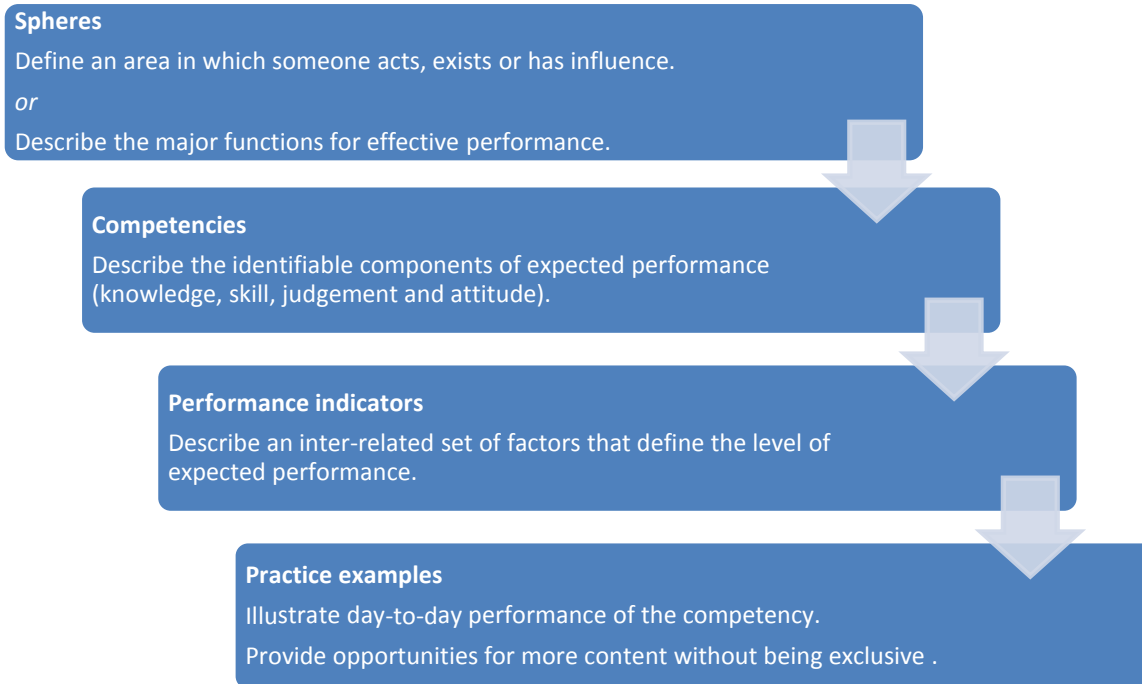 Spheres
Define an area in which someone acts, exists or has influence.
or
Describe the major functions for effective performance.
Competencies
Describe the identifiable components of expected performance
(knowledge, skill, judgement and attitude).
Performance indicators
Describe an inter-related set of factors that define the level of
expected performance.
Practice examples
Illustrate day-to-day performance of the competency.
Provide opportunities for more content without being exclusive .